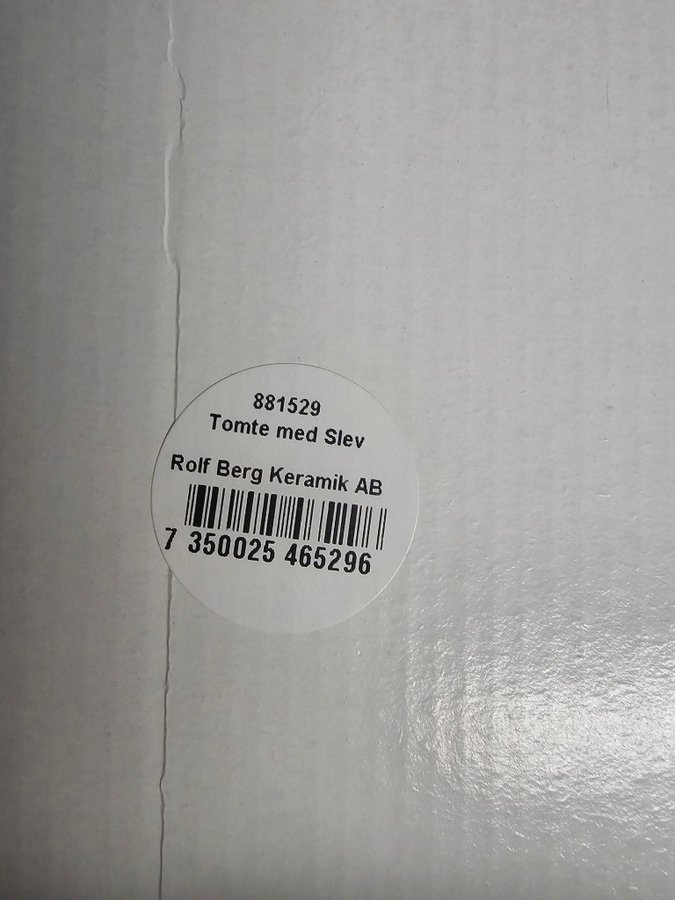 881529
Tomte med Slev
Rolf Berg Keramik AB
7 350025 465296